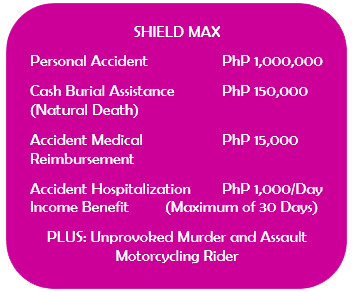 SHIELD MAX
Personal Accident PhP 1,000,000
Cash Burial Assistance PhP 150,000
(Natural Death)
Accident Medical PhP 15,000
Reimbursement
Accident Hospitalization PhP 1,000/Day
Income Benefit (Maximum of 30 Days)
PLUS: Unprovoked Murder and Assault
Motorcycling Rider